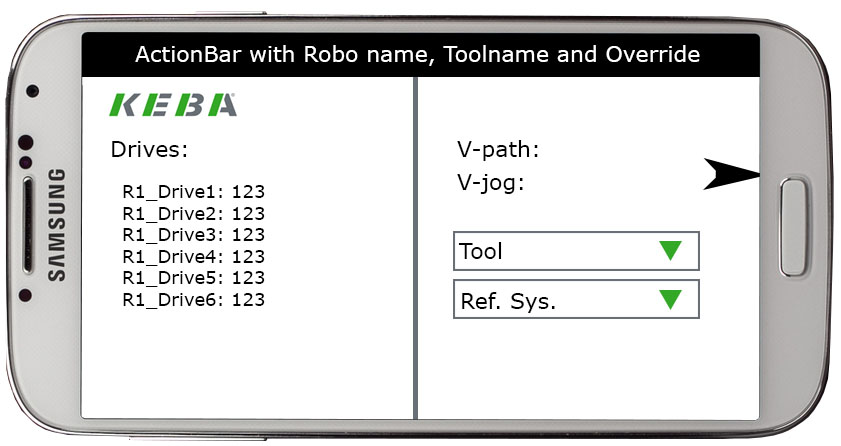 ActionBar with Robo name, Toolname and Override
KEBA
Drives:
R1_Drive1: 123
R1_Drive2: 123
R1_Drive3: 123
R1_Drive4: 123
R1_Drive5: 123
R1_Drive6: 123
V-path:
V-jog:
Tool
Ref. Sys.
SAMSUNG